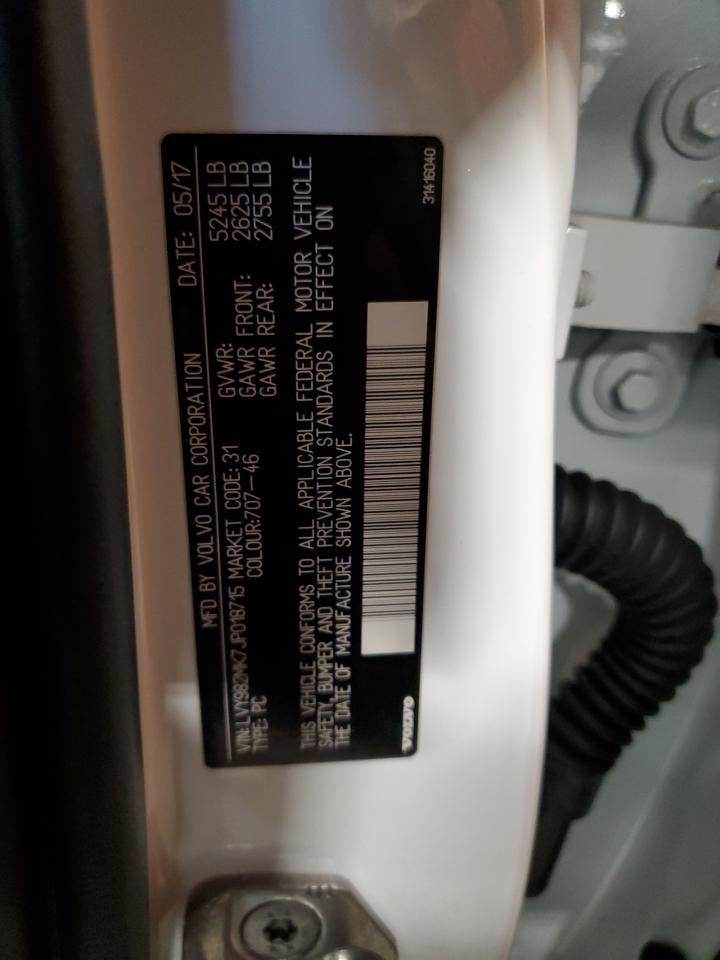 MFD BY VOLVO CAR CORPORATION DATE: 05/17
VIN: LVY982MK7JP018715 MARKET CODE: 31 GVWR: 5245 LB
TYPE: PC COLOUR:707-46 GAWR FRONT: 2625 LB
GAWR REAR: 2755 LB
THIS VEHICLE CONFORMS TO ALL APPLICABLE FEDERAL MOTOR VEHICLE
SAFETY, BUMPER AND THEFT PREVENTION STANDARDS IN EFFECT ON
THE DATE OF MANUFACTURE SHOWN ABOVE.
VOLVO 31416040